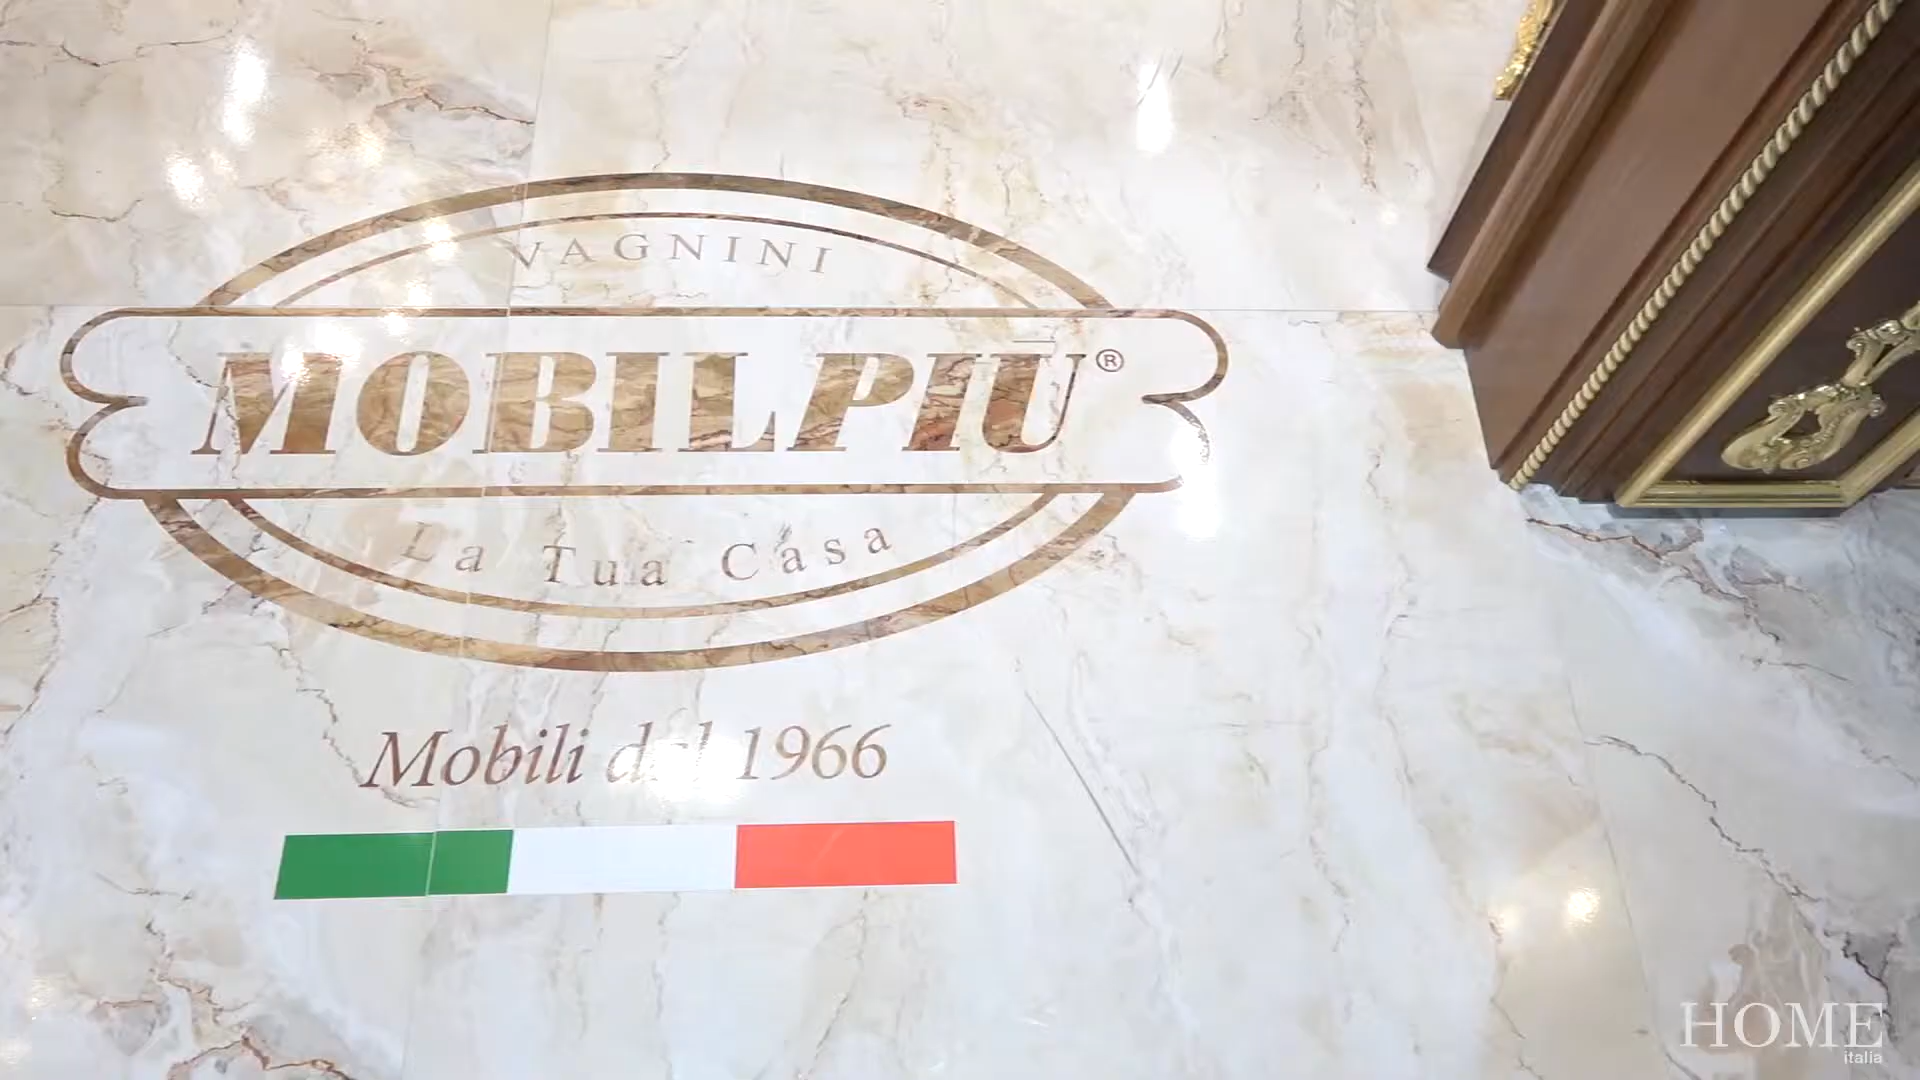 VAGNINI
MOBILPIÙ®
La Tua Casa
Mobili dal 1966
HOME
italia